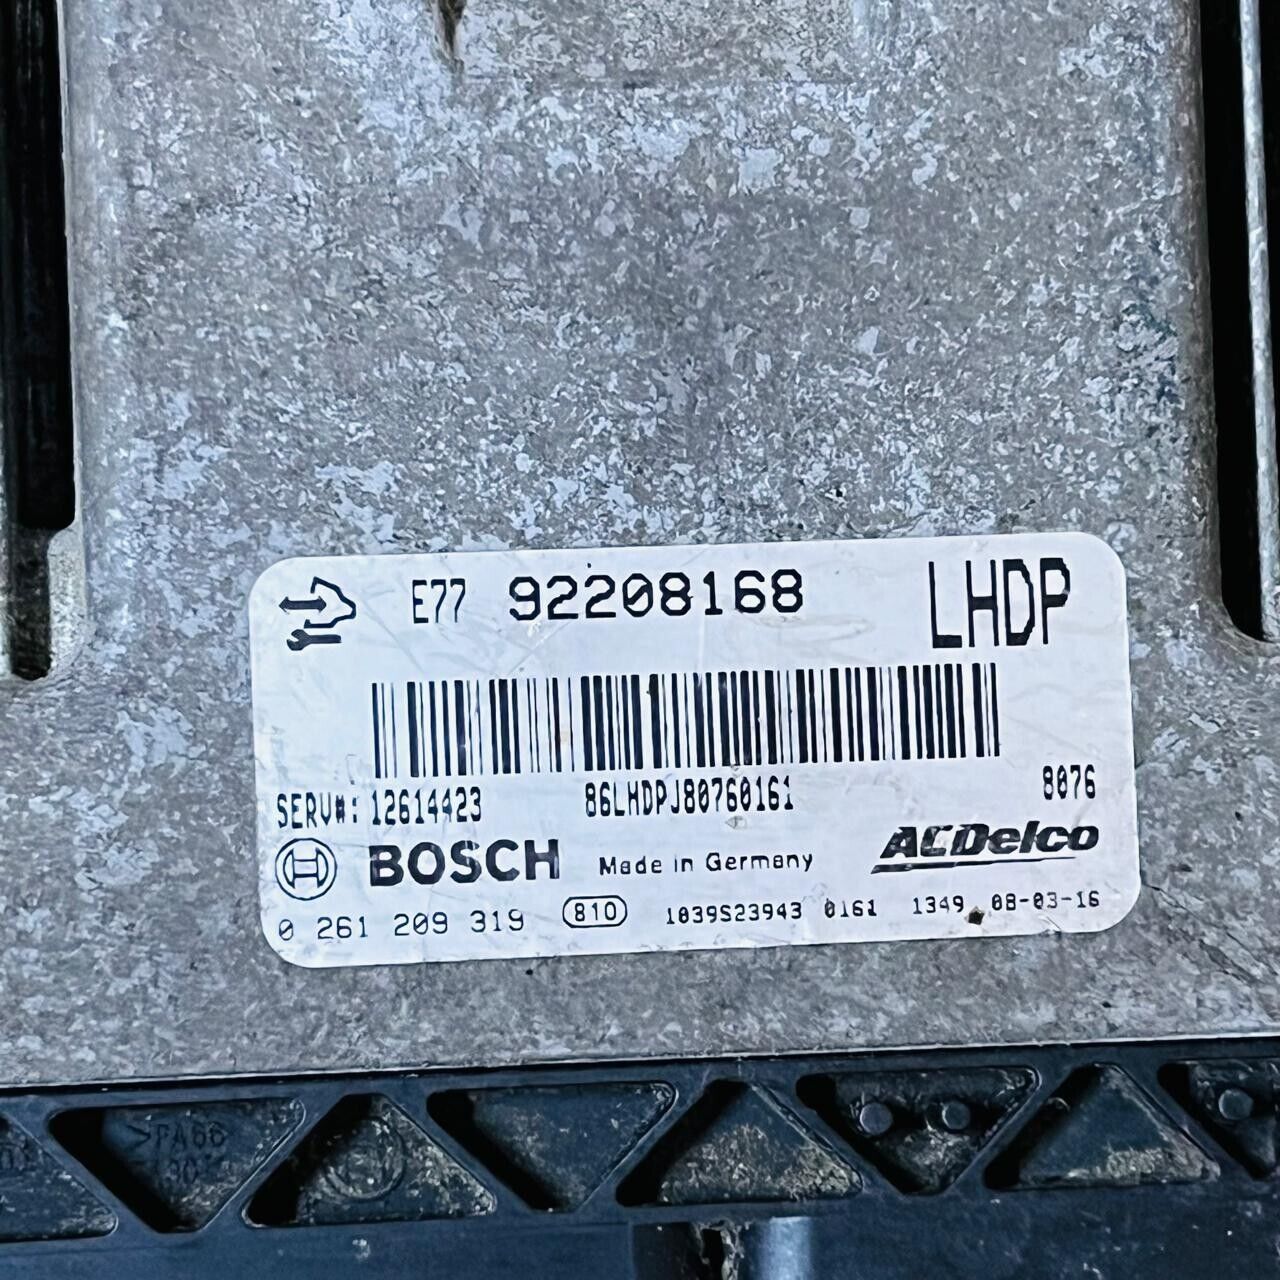 E77 92208168 LHDP
SERV#: 12614423 86LHDPJ80760161 8076
BOSCH Made in Germany ACDelco
0 261 209 319 810 1039S23943 0161 1349 08-03-16
>PA66